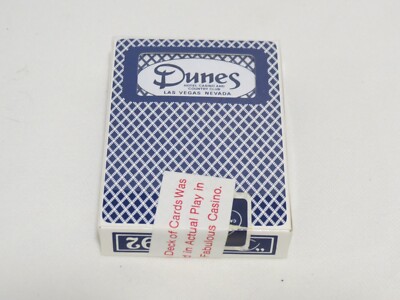 Dunes
HOTEL CASINO AND
COUNTRY CLUB
LAS VEGAS NEVADA
Deck of Cards Was
in Actual Play in
Fabulous Casino.
92